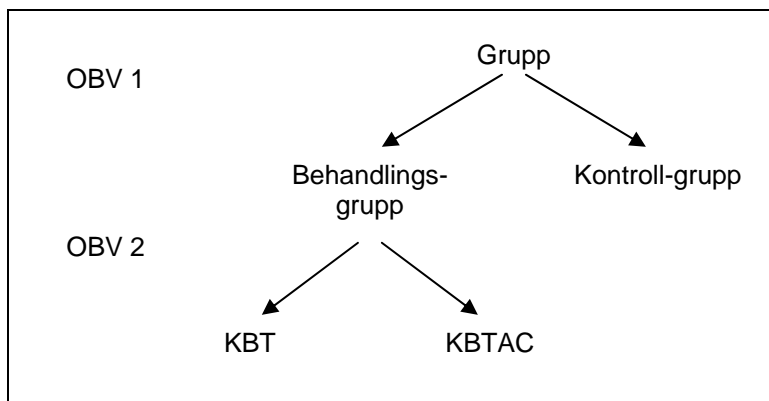 Grupp
OBV 1
Behandlings-
grupp
Kontroll-grupp
OBV 2
KBT
KBTAC